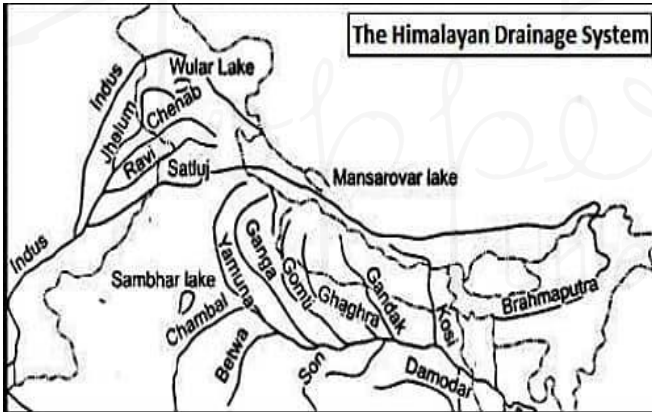 The Himalayan Drainage System
Indus
Wular Lake
Jhelum
Chenab
Ravi
Satluj
Mansarovar lake
Indus
Sambhar lake
Chambal
Yamuna
Ganga
Gomti
Ghaghra
Gandak
Kosi
Brahmaputra
Betwa
Son
Damodar